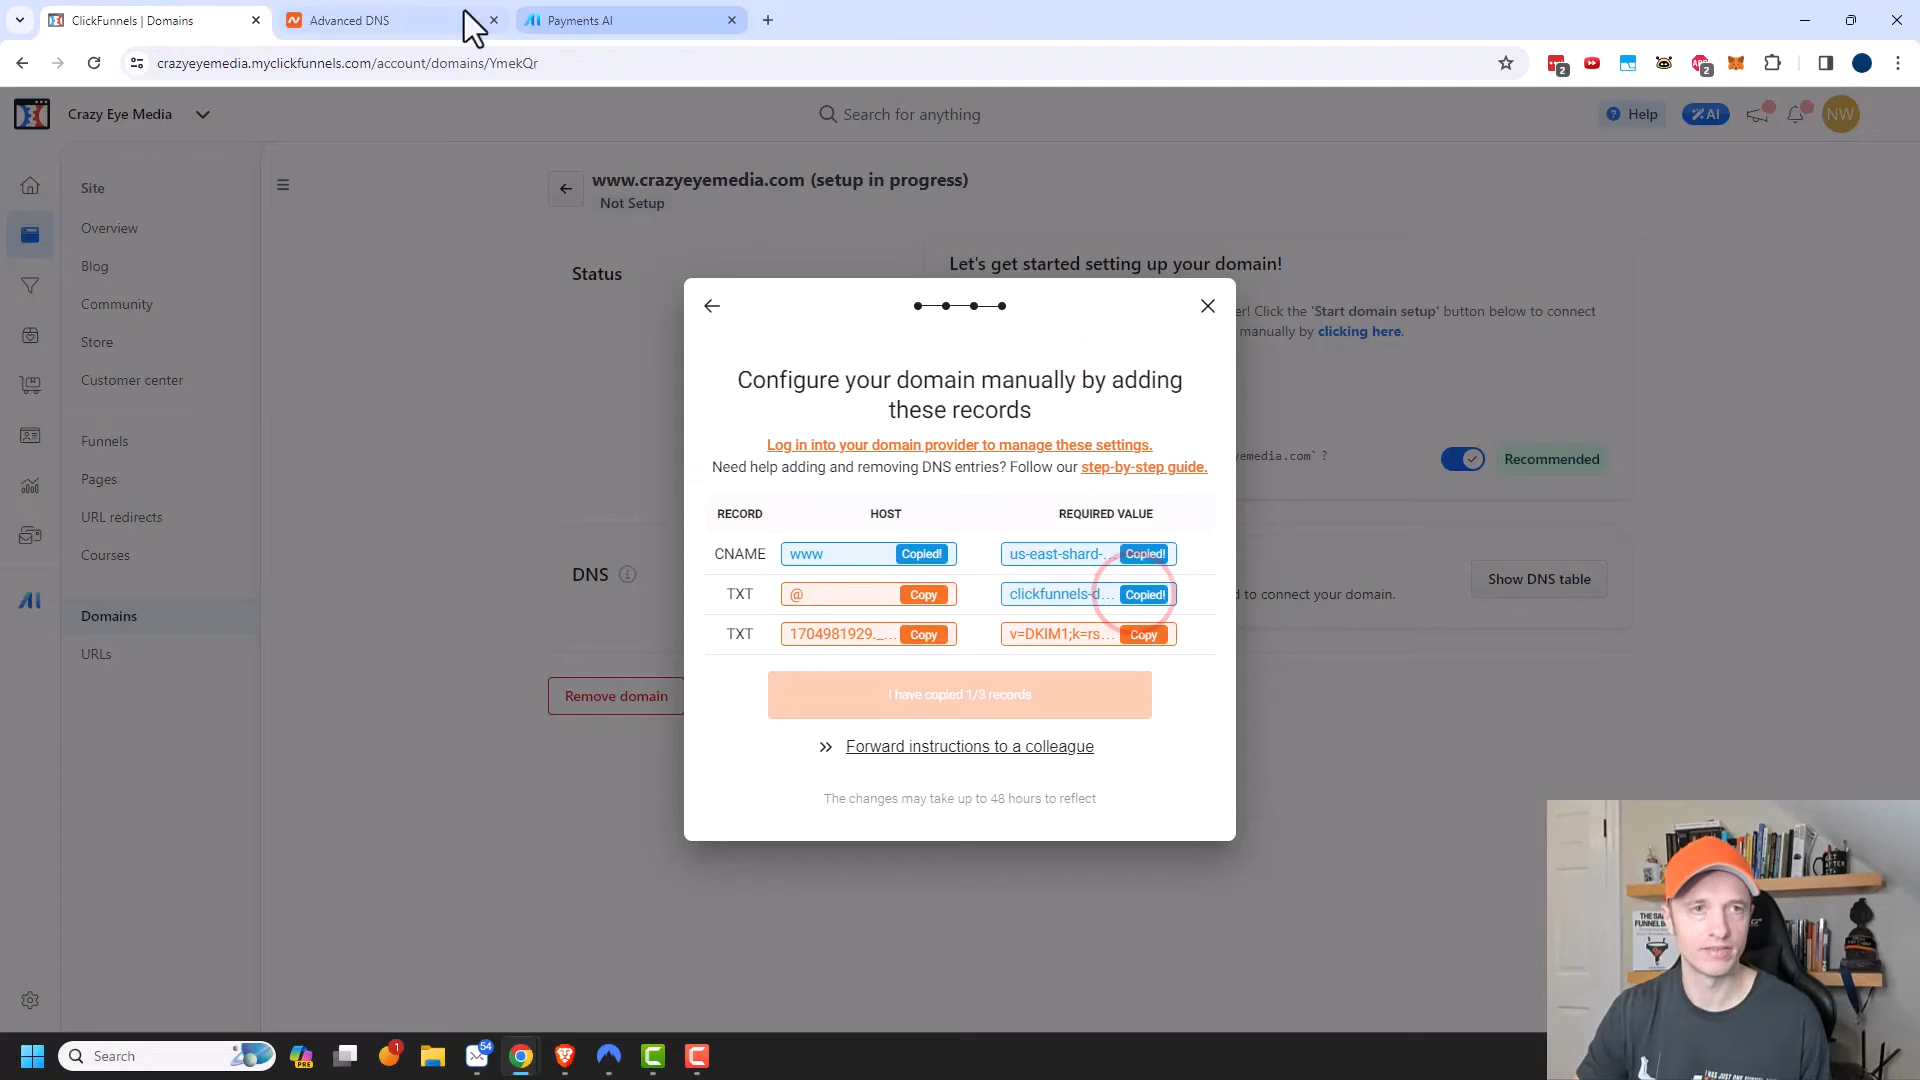 ClickFunnels | Domains
Advanced DNS
Payments AI
crazyeyemedia.myclickfunnels.com/account/domains/YmekQr
2
2
Crazy Eye Media
Search for anything
Help
AI
NW
Site
Overview
Blog
Community
Store
Customer center
Funnels
Pages
URL redirects
Courses
Domains
URLs
www.crazyeyemedia.com (setup in progress)
Not Setup
Status
Let's get started setting up your domain!
er! Click the 'Start domain setup' button below to connect
manually by clicking here.
yemedia.com`?
Recommended
DNS
d to connect your domain.
Show DNS table
Remove domain
Configure your domain manually by adding
these records
Log in into your domain provider to manage these settings.
Need help adding and removing DNS entries? Follow our step-by-step guide.
RECORD HOST REQUIRED VALUE
CNAME www Copied! us-east-shard-... Copied!
TXT @ Copy clickfunnels-d... Copied!
TXT 1704981929._... Copy v=DKIM1;k=rs... Copy
I have copied 1/3 records
Forward instructions to a colleague
The changes may take up to 48 hours to reflect
Search
PRE
1
54